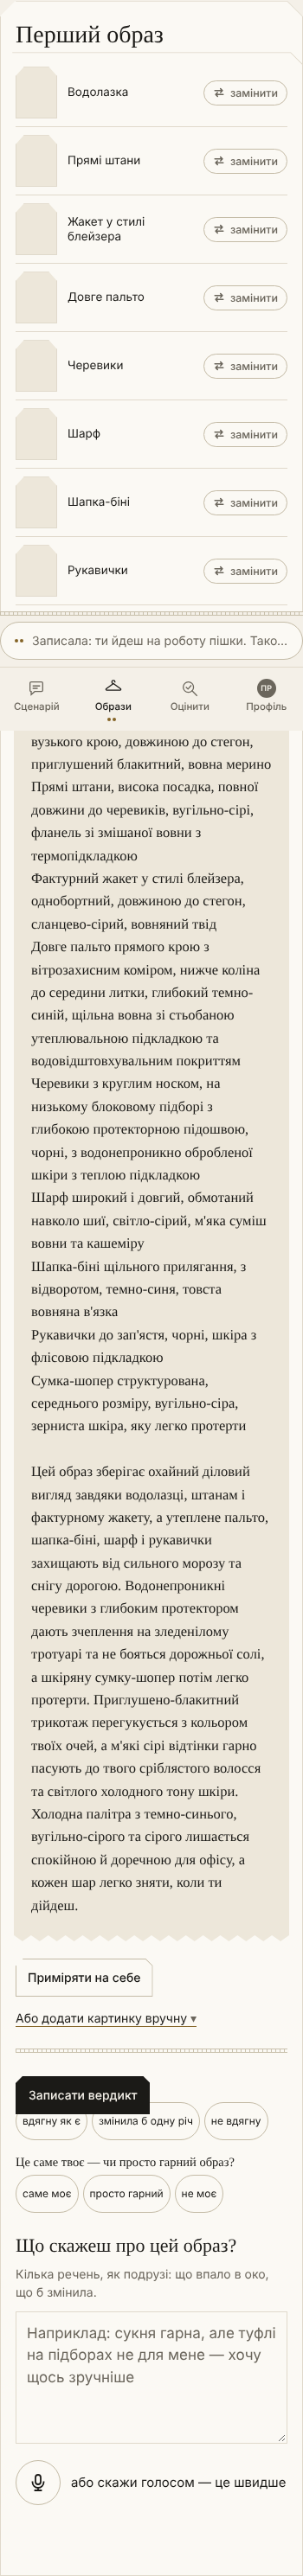 Перший образ
Водолазка
замінити
Прямі штани
замінити
Жакет у стилі
блейзера
замінити
Довге пальто
замінити
Черевики
замінити
Шарф
замінити
Шапка-біні
замінити
Рукавички
замінити
Записала: ти йдеш на роботу пішки. Тако...
Сценарій
Образи
Оцінити
ПР
Профіль
вузького крою, довжиною до стегон,
приглушений блакитний, вовна мерино
Прямі штани, висока посадка, повної
довжини до черевиків, вугільно-сірі,
фланель зі змішаної вовни з
термопідкладкою
Фактурний жакет у стилі блейзера,
однобортний, довжиною до стегон,
сланцево-сірий, вовняний твід
Довге пальто прямого крою з
вітрозахисним коміром, нижче коліна
до середини литки, глибокий темно-
синій, щільна вовна зі стьобаною
утеплювальною підкладкою та
водовідштовхувальним покриттям
Черевики з круглим носком, на
низькому блоковому підборі з
глибокою протекторною підошвою,
чорні, з водонепроникно обробленої
шкіри з теплою підкладкою
Шарф широкий і довгий, обмотаний
навколо шиї, світло-сірий, м'яка суміш
вовни та кашеміру
Шапка-біні щільного прилягання, з
відворотом, темно-синя, товста
вовняна в'язка
Рукавички до зап'ястя, чорні, шкіра з
флісовою підкладкою
Сумка-шопер структурована,
середнього розміру, вугільно-сіра,
зерниста шкіра, яку легко протерти
Цей образ зберігає охайний діловий
вигляд завдяки водолазці, штанам і
фактурному жакету, а утеплене пальто,
шапка-біні, шарф і рукавички
захищають від сильного морозу та
снігу дорогою. Водонепроникні
черевики з глибоким протектором
дають зчеплення на зледенілому
тротуарі та не бояться дорожньої солі,
а шкіряну сумку-шопер потім легко
протерти. Приглушено-блакитний
трикотаж перегукується з кольором
твоїх очей, а м'які сірі відтінки гарно
пасують до твого сріблястого волосся
та світлого холодного тону шкіри.
Холодна палітра з темно-синього,
вугільно-сірого та сірого лишається
спокійною й доречною для офісу, а
кожен шар легко зняти, коли ти
дійдеш.
Приміряти на себе
Або додати картинку вручну ▾
Записати вердикт
вдягну як є
змінила б одну річ
не вдягну
Це саме твоє — чи просто гарний образ?
саме моє
просто гарний
не моє
Що скажеш про цей образ?
Кілька речень, як подрузі: що впало в око,
що б змінила.
Наприклад: сукня гарна, але туфлі
на підборах не для мене — хочу
щось зручніше
або скажи голосом — це швидше